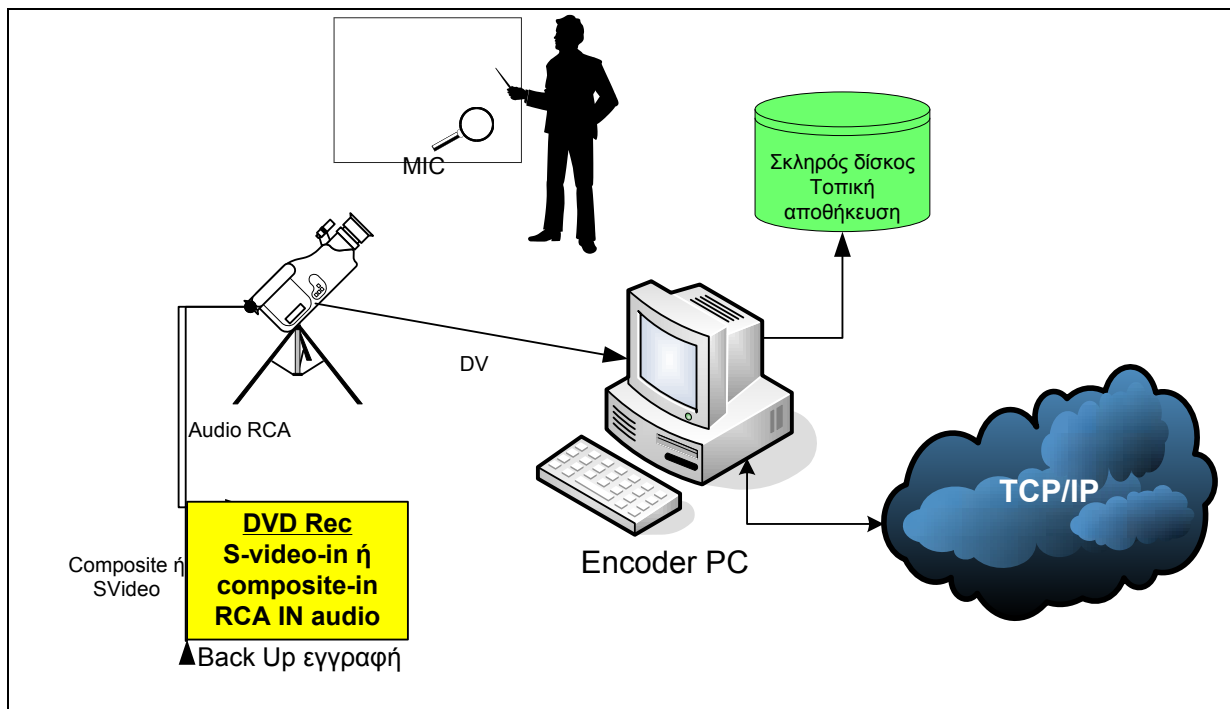 MIC
Σκληρός δίσκος
Τοπική
αποθήκευση
DV
Audio RCA
TCP/IP
DVD Rec
S-video-in ή
composite-in
RCA IN audio
Composite ή
SVideo
Encoder PC
Back Up εγγραφή